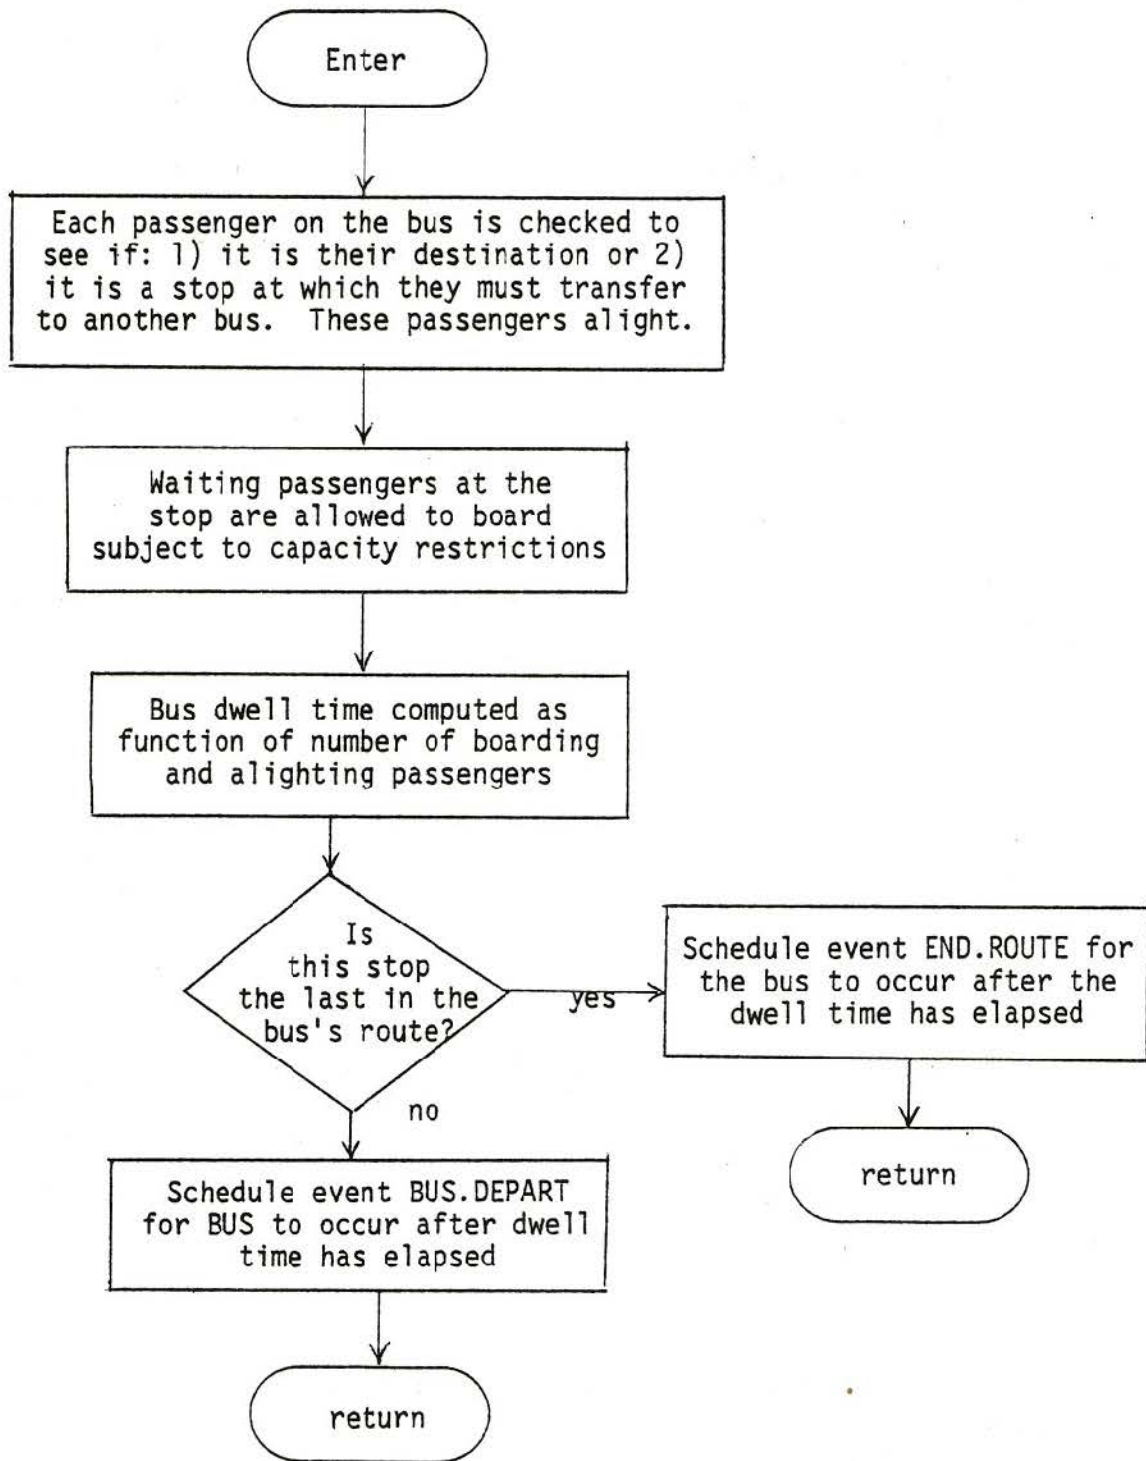 Enter
Each passenger on the bus is checked to
see if: 1) it is their destination or 2)
it is a stop at which they must transfer
to another bus. These passengers alight.
Waiting passengers at the
stop are allowed to board
subject to capacity restrictions
Bus dwell time computed as
function of number of boarding
and alighting passengers
Is
this stop
the last in the
bus's route?
yes
Schedule event END.ROUTE for
the bus to occur after the
dwell time has elapsed
return
no
Schedule event BUS.DEPART
for BUS to occur after dwell
time has elapsed
return